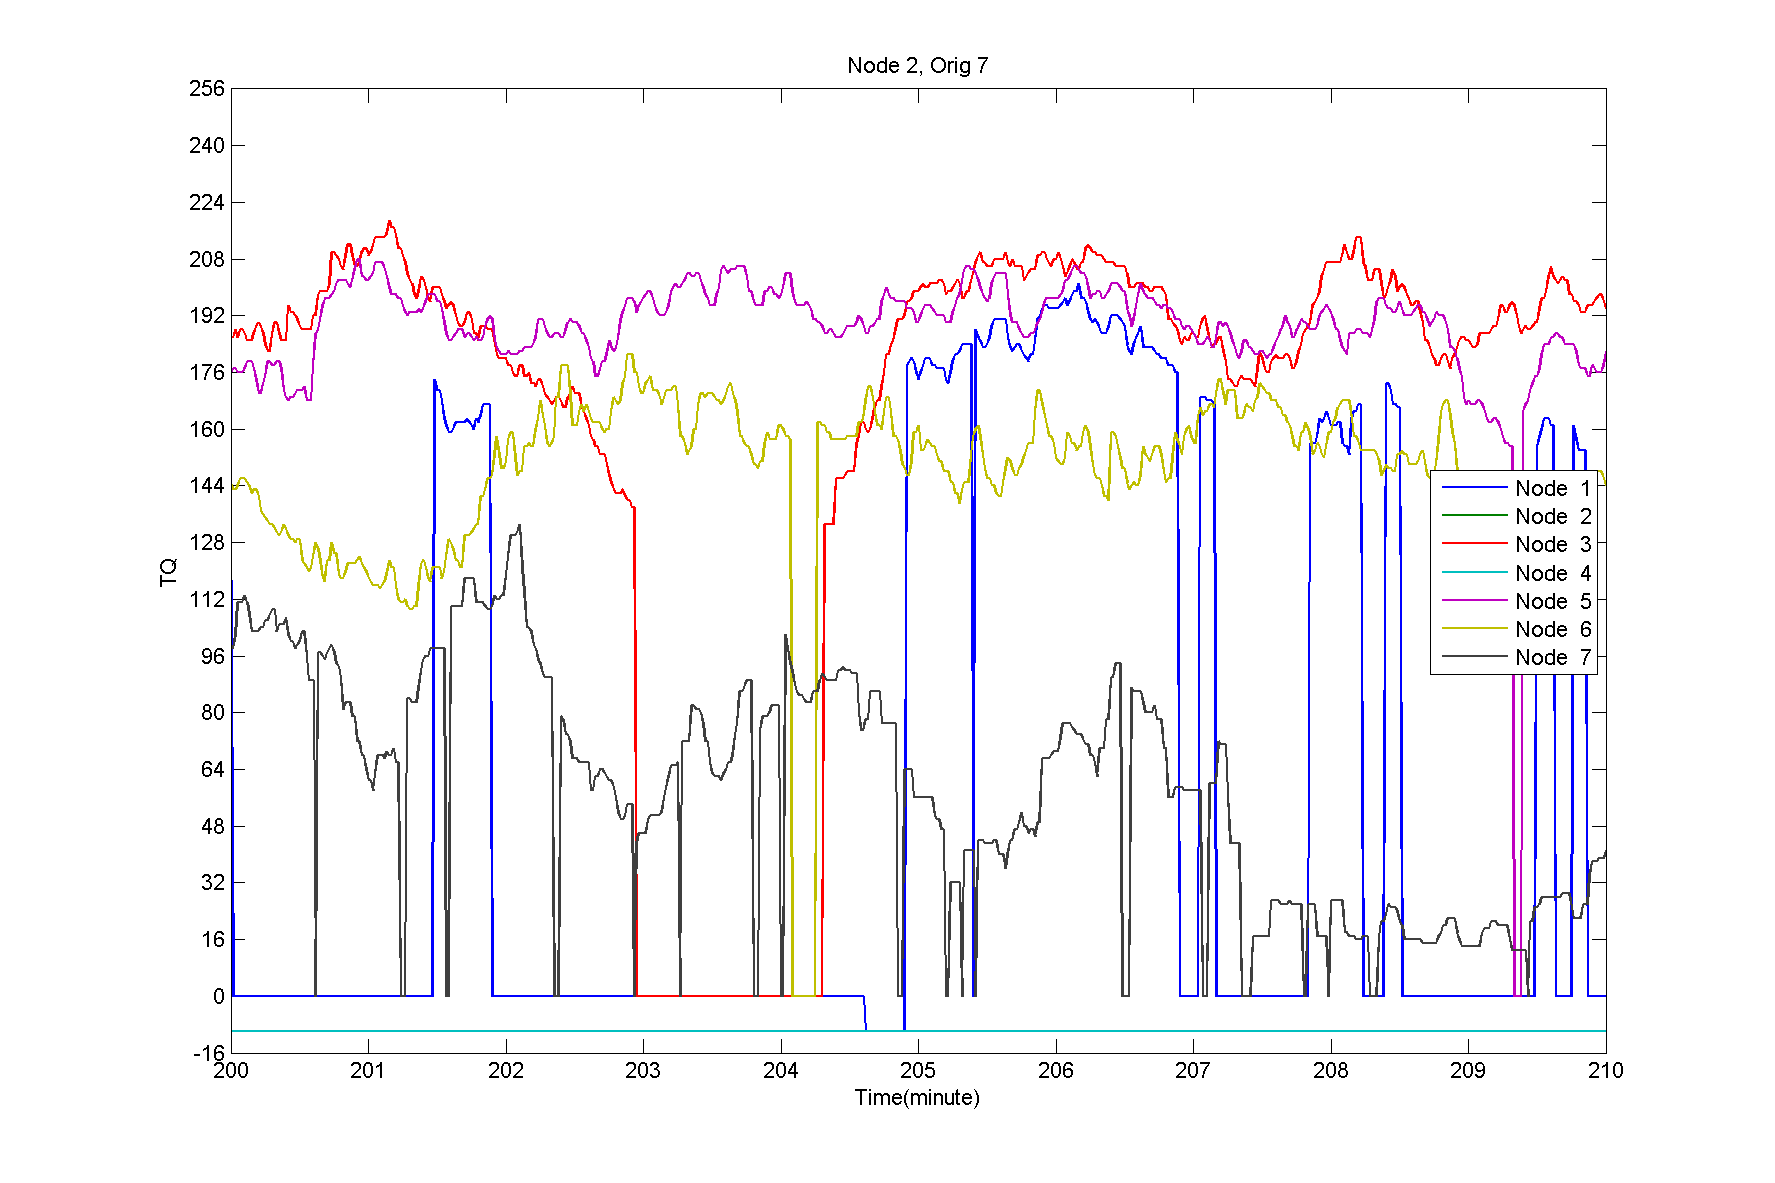 Node 2, Orig 7
256
240
224
208
192
176
160
144
128
112
96
80
64
48
32
16
0
-16
TQ
200 201 202 203 204 205 206 207 208 209 210
Time(minute)
Node 1
Node 2
Node 3
Node 4
Node 5
Node 6
Node 7